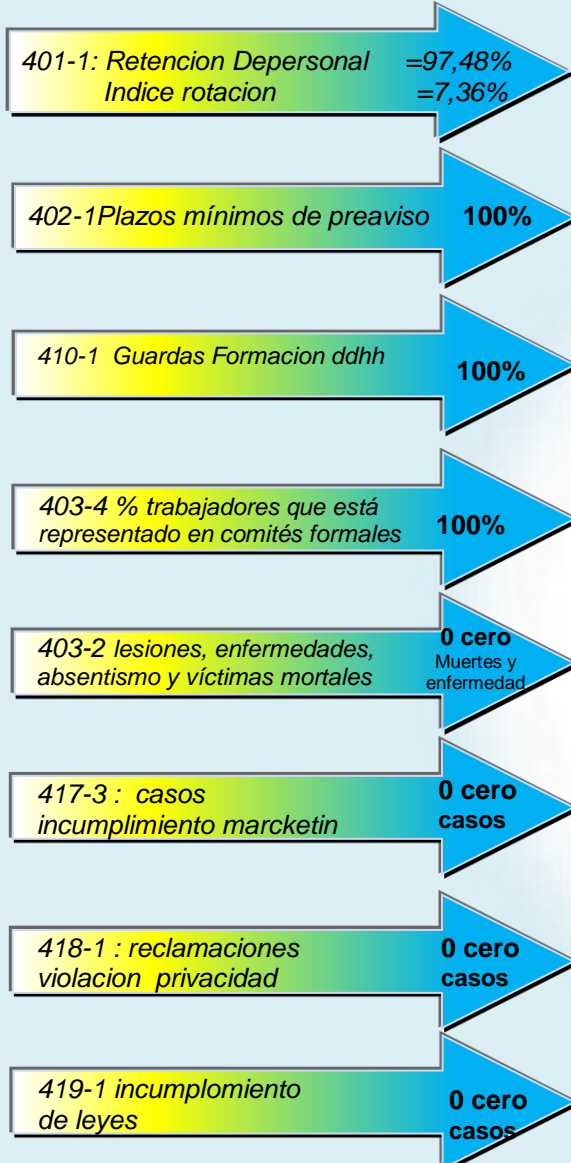 401-1: Retencion Depersonal =97,48%
Indice rotacion =7,36%
402-1Plazos mínimos de preaviso 100%
410-1 Guardas Formacion ddhh
100%
403-4 % trabajadores que está
representado en comités formales
100%
403-2 lesiones, enfermedades,
absentismo y víctimas mortales
0 cero
Muertes y
enfermedad
417-3 : casos
incumplimiento marcketin
0 cero
casos
418-1 : reclamaciones
violacion privacidad
0 cero
casos
419-1 incumplomiento
de leyes
0 cero
casos